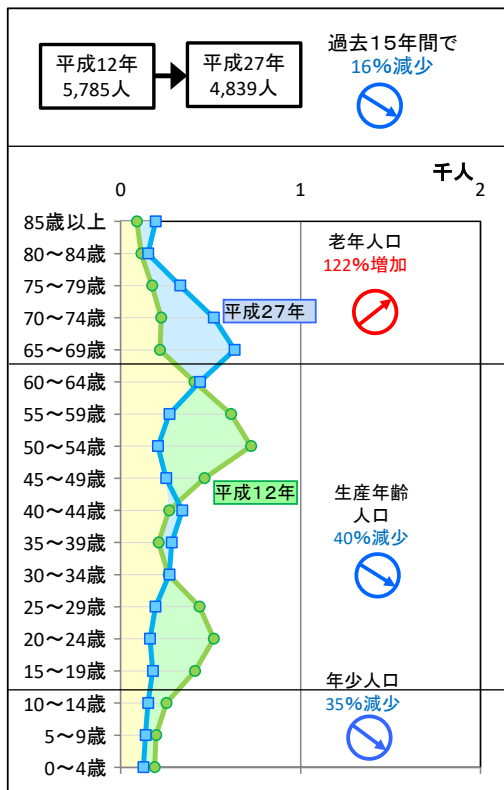 平成12年
5,785人
平成27年
4,839人
過去15年間で
16%減少
千人
0 1 2
85歳以上
80～84歳
75～79歳
70～74歳
65～69歳
60～64歳
55～59歳
50～54歳
45～49歳
40～44歳
35～39歳
30～34歳
25～29歳
20～24歳
15～19歳
10～14歳
5～9歳
0～4歳
平成27年
平成12年
老年人口
122%増加
生産年齢
人口
40%減少
年少人口
35%減少